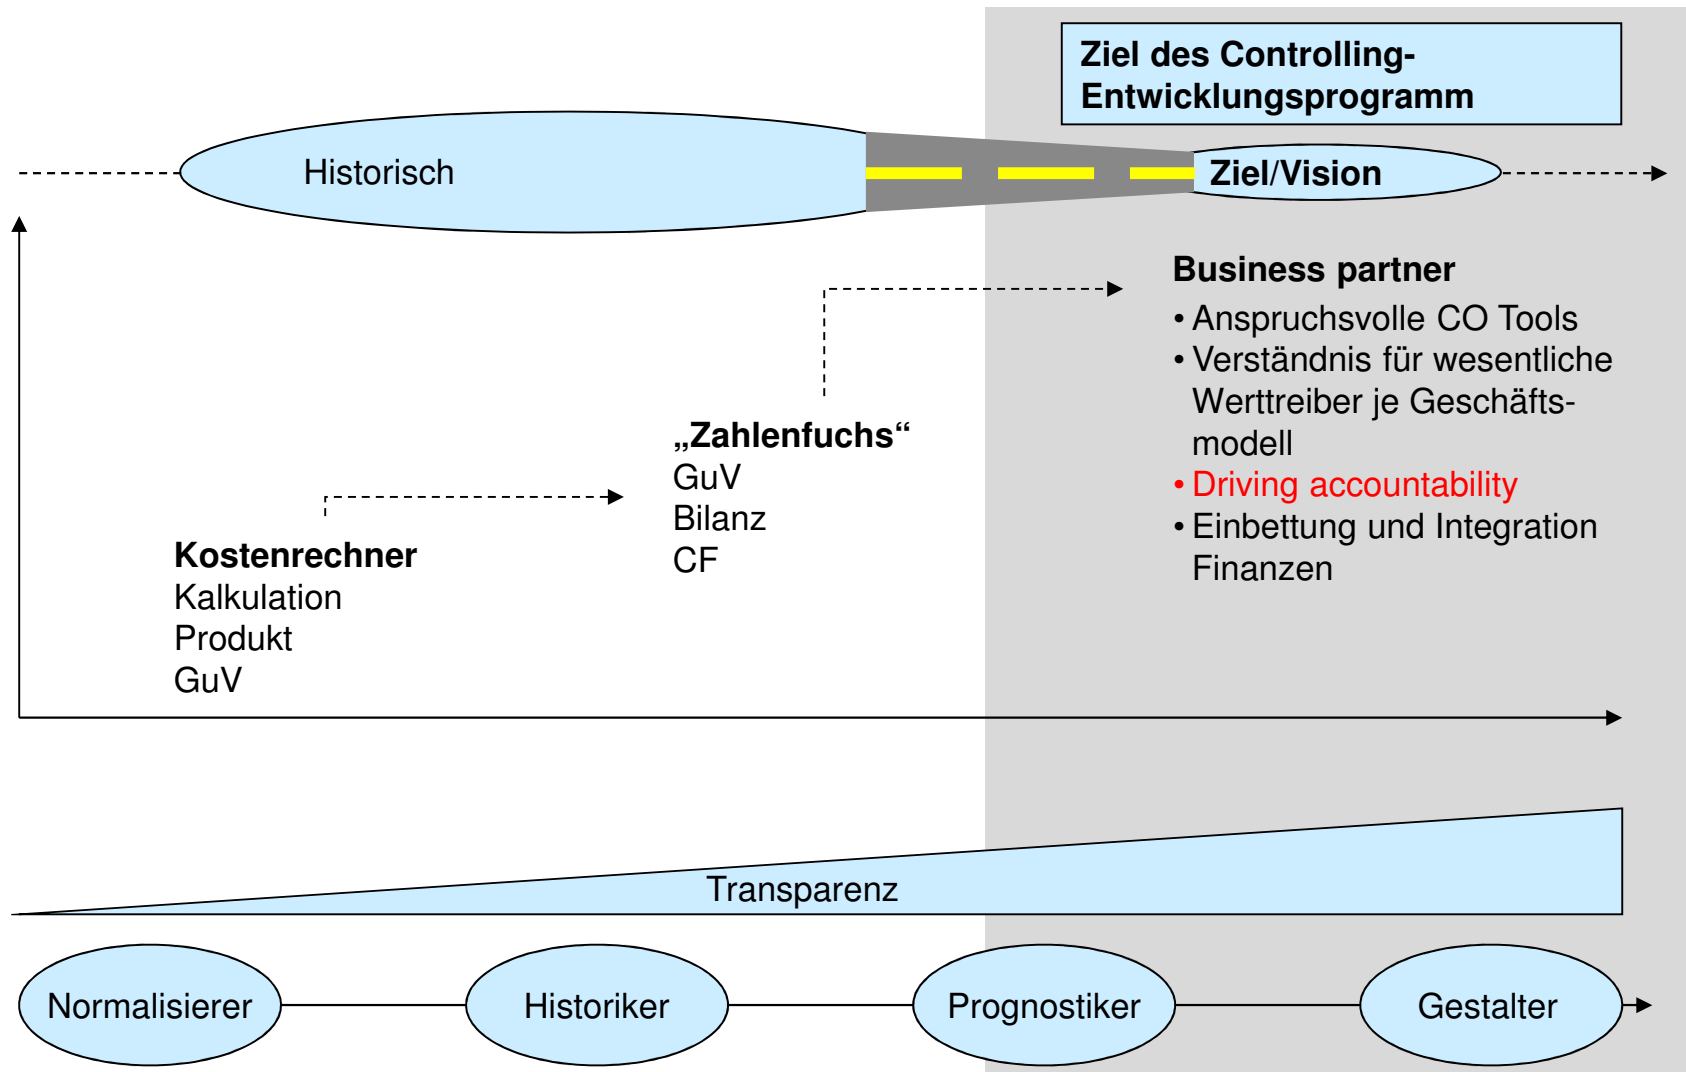 Ziel des Controlling-
Entwicklungsprogramm
Historisch
Ziel/Vision
Business partner
• Anspruchsvolle CO Tools
• Verständnis für wesentliche
Werttreiber je Geschäfts-
modell
• Driving accountability
• Einbettung und Integration
Finanzen
„Zahlenfuchs“
GuV
Bilanz
CF
Kostenrechner
Kalkulation
Produkt
GuV
Transparenz
Normalisierer
Historiker
Prognostiker
Gestalter